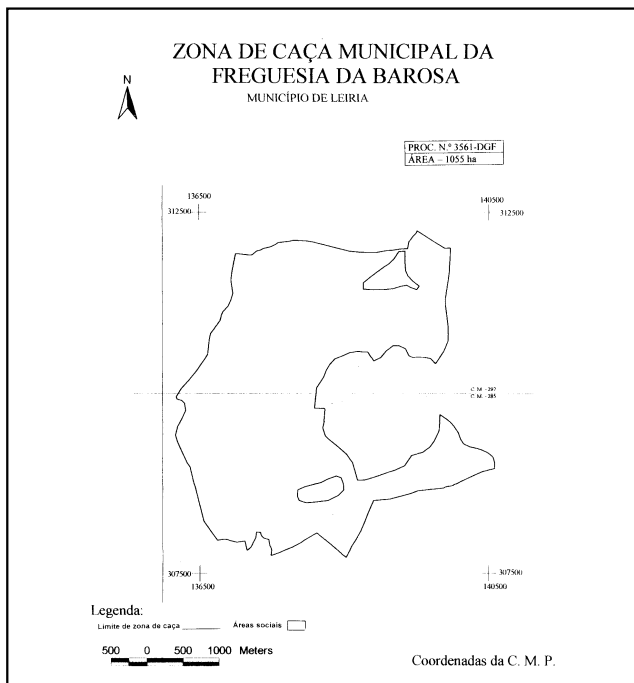 ZONA DE CAÇA MUNICIPAL DA
FREGUESIA DA BAROSA
MUNICÍPIO DE LEIRIA
N
PROC. N.º 3561-DGF
ÁREA – 1055 ha
136500
140500
312500
312500
C. M. - 297
C. M. - 285
307500
307500
136500
140500
Legenda:
Limite de zona de caça
Áreas sociais
500 0 500 1000 Meters
Coordenadas da C. M. P.